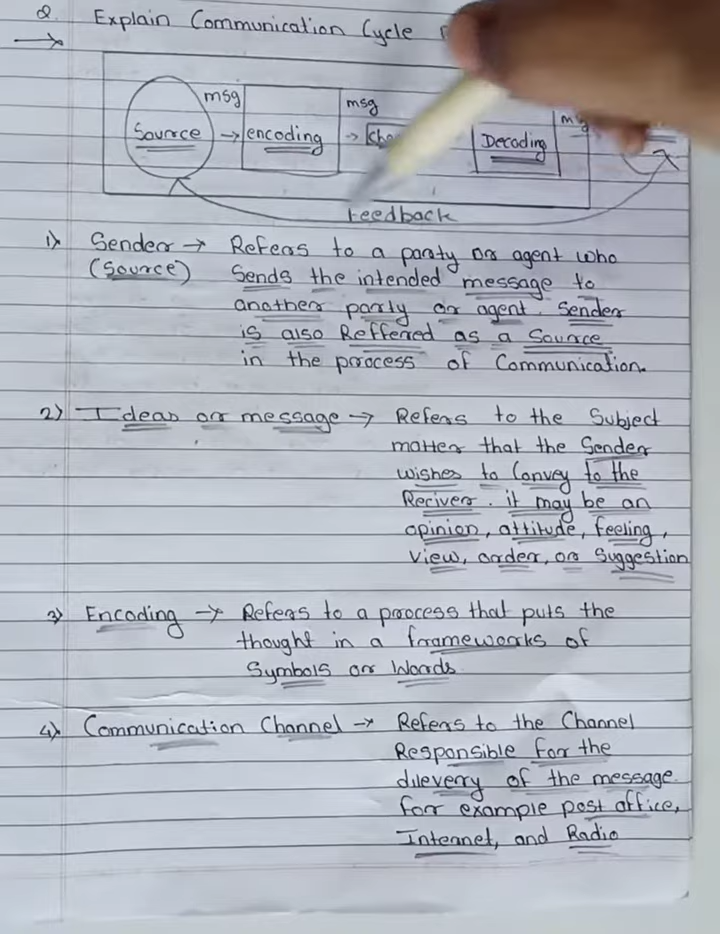 Q. Explain Communication Cycle
msg msg
Source → encoding → Decoding
Feedback
1) Sender → Refers to a party or agent who
(Source) Sends the intended message to
another party or agent. Sender
is also Reffered as a Source
in the process of Communication.
2) Ideas or message → Refers to the Subject
matter that the Sender
wishes to Convey to the
Reciver. it may be an
opinion, attitude, feeling,
view, order, or Suggestion
3) Encoding → Refers to a process that puts the
thought in a frameworks of
Symbols or Words.
4) Communication Channel → Refers to the Channel
Responsible for the
dilevery of the message.
for example post office,
Internet, and Radio